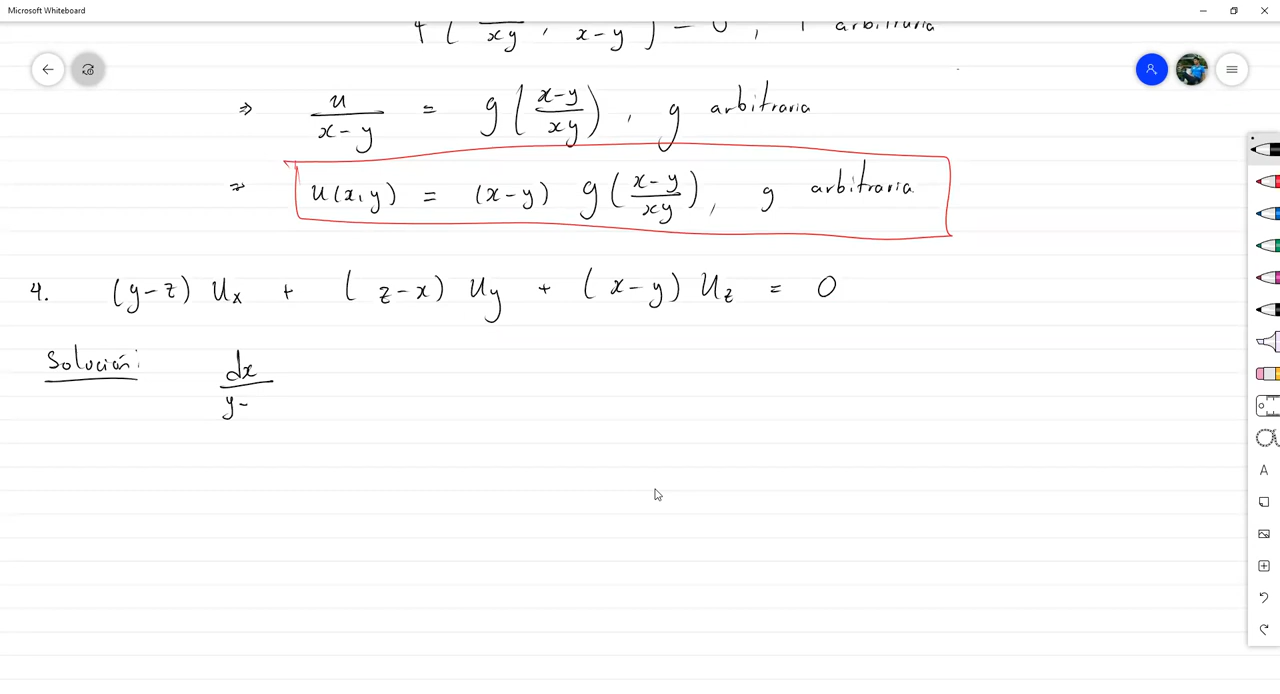 Microsoft Whiteboard
f ( / xy , x-y ) = 0 , f arbitraria
⇒ u / x-y = g ( x-y / xy ) , g arbitraria
⇒ u(x,y) = (x-y) g ( x-y / xy ) , g arbitraria
4. (y-z) Ux + ( z-x) Uy + ( x-y) Uz = 0
Solución: dx / y-
A